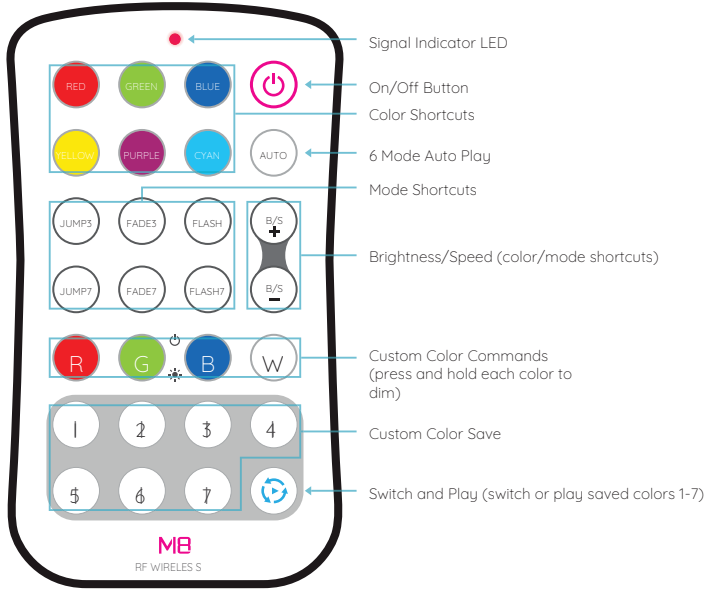 Signal Indicator LED
RED GREEN BLUE
On/Off Button
Color Shortcuts
YELLOW PURPLE CYAN AUTO
6 Mode Auto Play
Mode Shortcuts
JUMP3 FADE3 FLASH B/S +
Brightness/Speed (color/mode shortcuts)
JUMP7 FADE7 FLASH7 B/S −
R G B W
Custom Color Commands
(press and hold each color to
dim)
1 2 3 4
Custom Color Save
5 6 7
Switch and Play (switch or play saved colors 1-7)
M8
RF WIRELES S